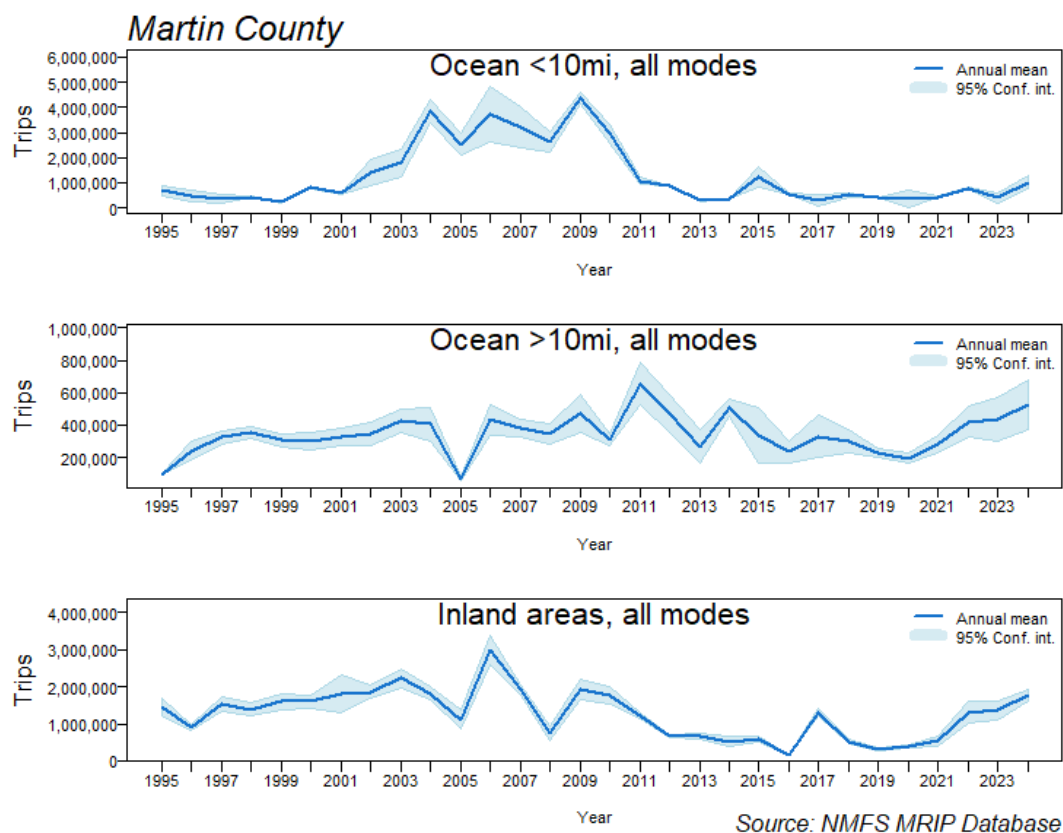 Martin County
Ocean <10mi, all modes
Annual mean
95% Conf. int.
Trips
6,000,000
5,000,000
4,000,000
3,000,000
2,000,000
1,000,000
0
1995 1997 1999 2001 2003 2005 2007 2009 2011 2013 2015 2017 2019 2021 2023
Year
Ocean >10mi, all modes
Annual mean
95% Conf. int.
Trips
1,000,000
800,000
600,000
400,000
200,000
1995 1997 1999 2001 2003 2005 2007 2009 2011 2013 2015 2017 2019 2021 2023
Year
Inland areas, all modes
Annual mean
95% Conf. int.
Trips
4,000,000
3,000,000
2,000,000
1,000,000
0
1995 1997 1999 2001 2003 2005 2007 2009 2011 2013 2015 2017 2019 2021 2023
Year
Source: NMFS MRIP Database